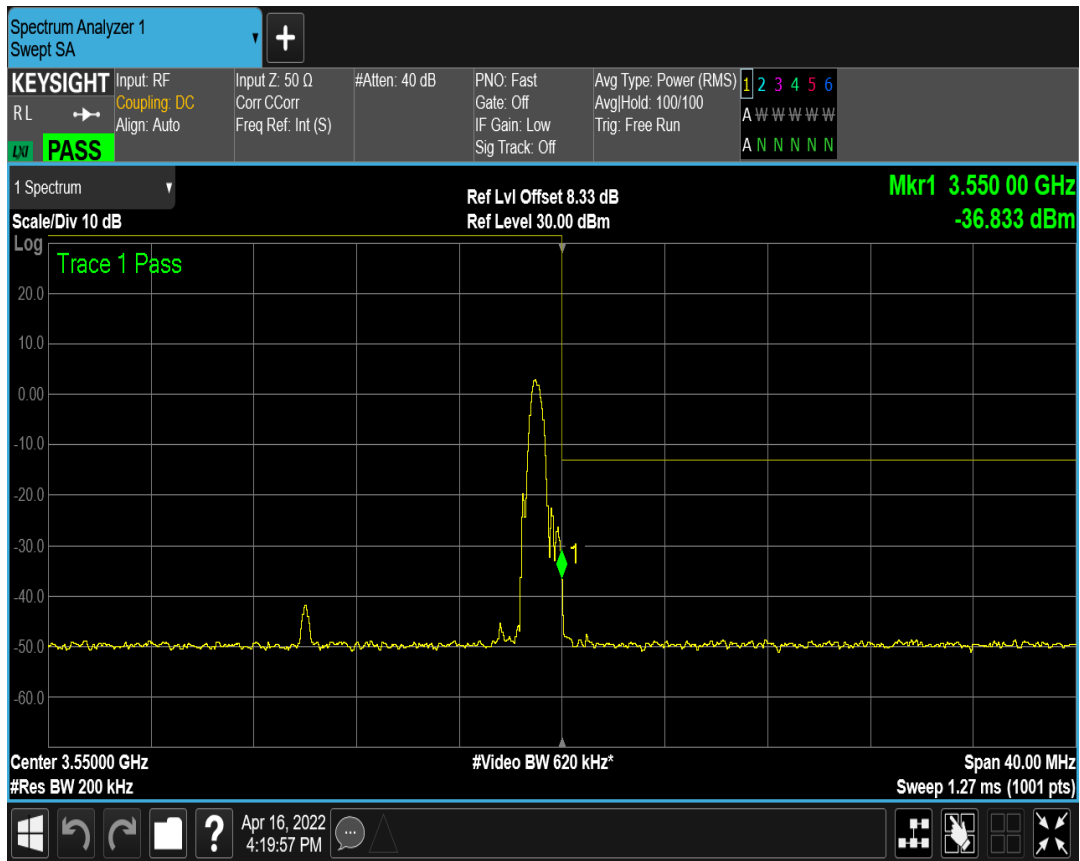 Spectrum Analyzer 1
Swept SA
+
KEYSIGHT
RL
LXI PASS
Input: RF
Coupling: DC
Align: Auto
Input Z: 50 Ω
Corr CCorr
Freq Ref: Int (S)
#Atten: 40 dB
PNO: Fast
Gate: Off
IF Gain: Low
Sig Track: Off
Avg Type: Power (RMS)
Avg|Hold: 100/100
Trig: Free Run
1 2 3 4 5 6
A W W W W W
A N N N N N
1 Spectrum
Scale/Div 10 dB
Ref Lvl Offset 8.33 dB
Ref Level 30.00 dBm
Mkr1 3.550 00 GHz
-36.833 dBm
Log
Trace 1 Pass
20.0
10.0
0.00
-10.0
-20.0
-30.0
1
-40.0
-50.0
-60.0
Center 3.55000 GHz
#Res BW 200 kHz
#Video BW 620 kHz*
Span 40.00 MHz
Sweep 1.27 ms (1001 pts)
?
Apr 16, 2022
4:19:57 PM